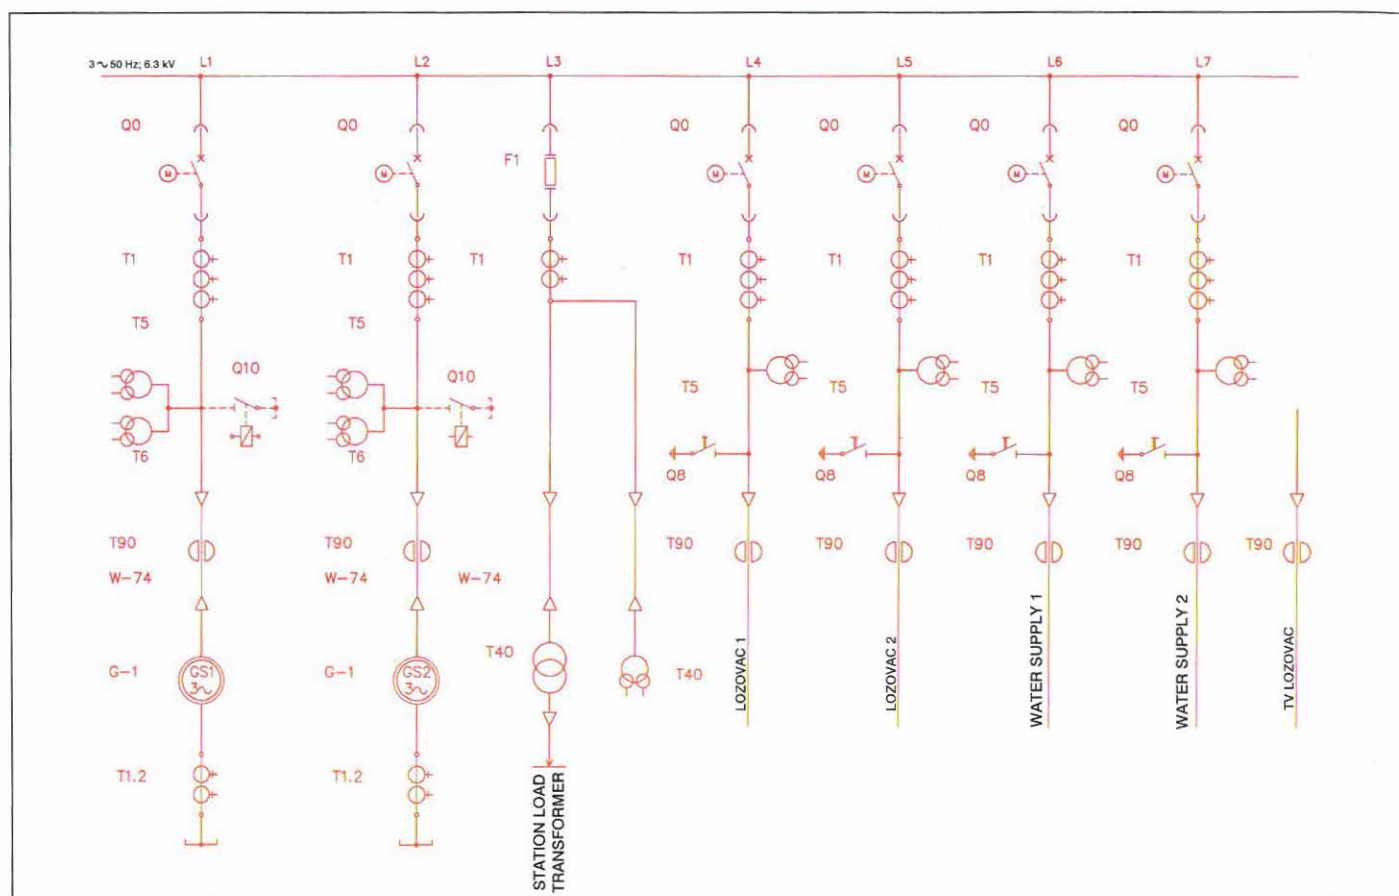 3∿50 Hz; 6.3 kV
L1 L2 L3 L4 L5 L6 L7
Q0 Q0 Q0 Q0 Q0 Q0
F1
M M M M M M
T1 T1 T1 T1 T1 T1 T1
T5 T5
Q10 Q10
T5 T5 T5 T5
T6 T6
Q8 Q8 Q8 Q8
T90 T90 T90 T90 T90 T90 T90
W-74 W-74 W-74
G-1 GS1 G-1 GS2 T40 T40
3∿ 3∿
LOZOVAC 1
LOZOVAC 2
WATER SUPPLY 1
WATER SUPPLY 2
TV LOZOVAC
T1.2 T1.2
STATION LOAD
TRANSFORMER